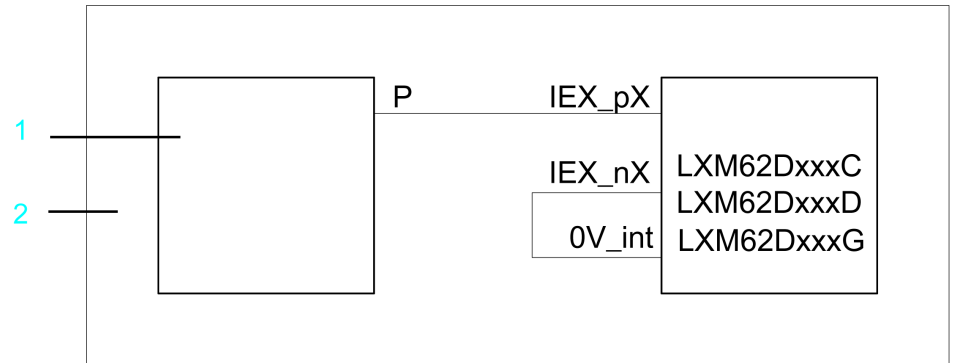 P
IEX_pX
1
IEX_nX
LXM62DxxxC
2
LXM62DxxxD
0V_int
LXM62DxxxG